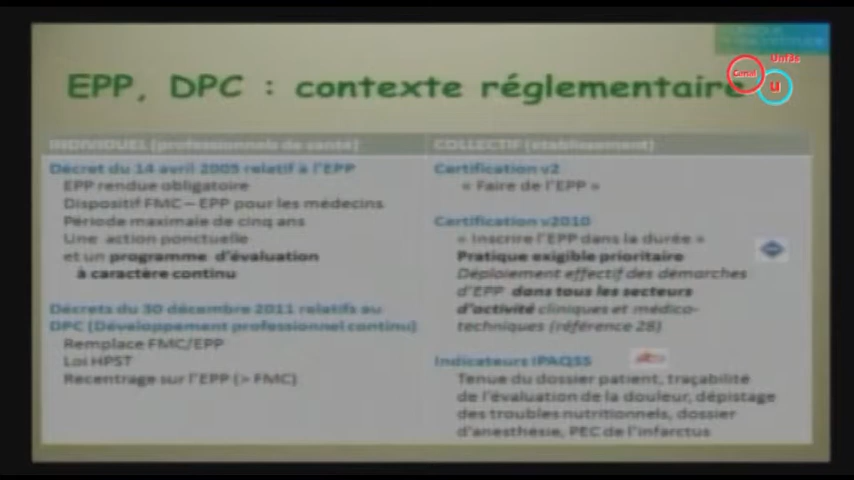 EPP, DPC : contexte réglementaire
Canal
u
Unfas
INDIVIDUEL (professionnels de santé)
Décret du 14 avril 2005 relatif à l'EPP
EPP rendue obligatoire
Dispositif FMC – EPP pour les médecins
Période maximale de cinq ans
Une action ponctuelle
et un programme d'évaluation
à caractère continu
Décrets du 30 décembre 2011 relatifs au
DPC (Développement professionnel continu)
Remplace FMC/EPP
Loi HPST
Recentrage sur l'EPP (> FMC)
COLLECTIF (établissement)
Certification v2
« Faire de l'EPP »
Certification v2010
« Inscrire l'EPP dans la durée »
Pratique exigible prioritaire
Déploiement effectif des démarches
d'EPP dans tous les secteurs
d'activité cliniques et médico-
techniques (référence 28)
Indicateurs IPAQSS
Tenue du dossier patient, traçabilité
de l'évaluation de la douleur, dépistage
des troubles nutritionnels, dossier
d'anesthésie, PEC de l'infarctus